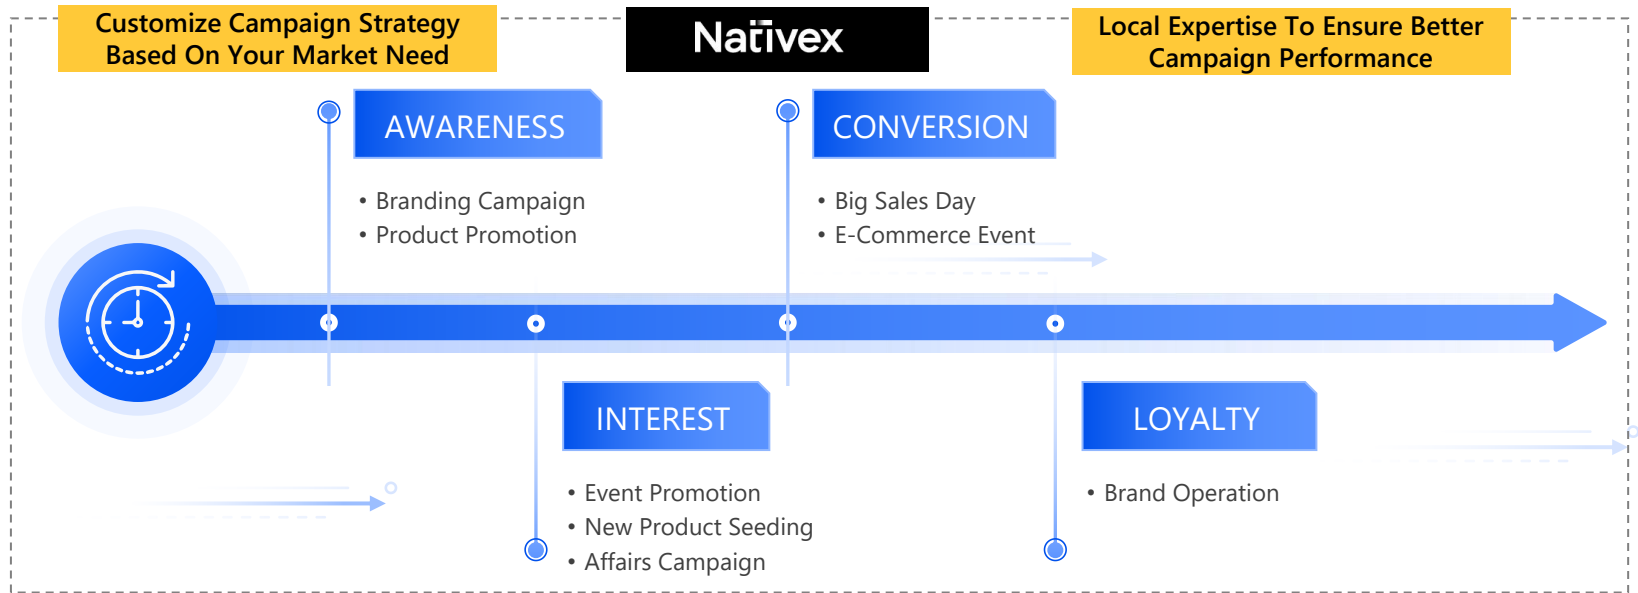 Customize Campaign Strategy
Based On Your Market Need
Nativex
Local Expertise To Ensure Better
Campaign Performance
AWARENESS
• Branding Campaign
• Product Promotion
CONVERSION
• Big Sales Day
• E-Commerce Event
INTEREST
• Event Promotion
• New Product Seeding
• Affairs Campaign
LOYALTY
• Brand Operation